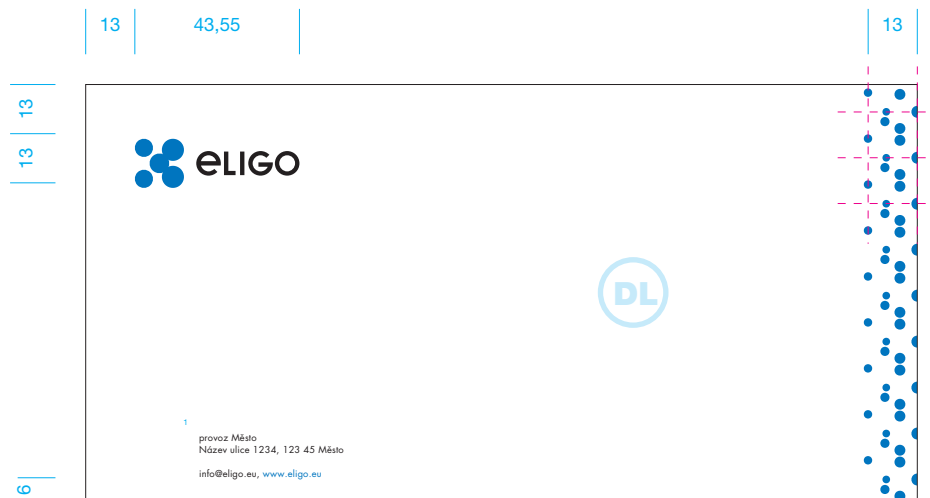 13 43,55 13
13
13
eLIGO
DL
1
provoz Město
Název ulice 1234, 123 45 Město
info@eligo.eu, www.eligo.eu
6